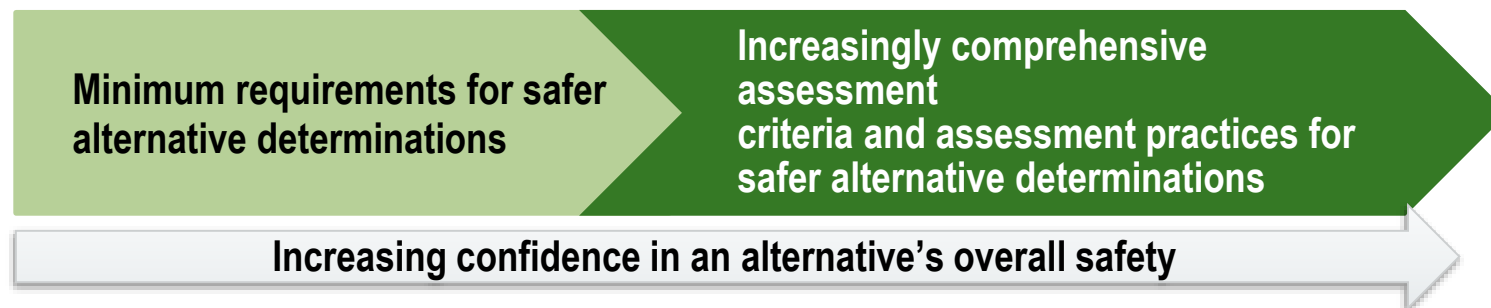 Minimum requirements for safer
alternative determinations
Increasingly comprehensive
assessment
criteria and assessment practices for
safer alternative determinations
Increasing confidence in an alternative’s overall safety